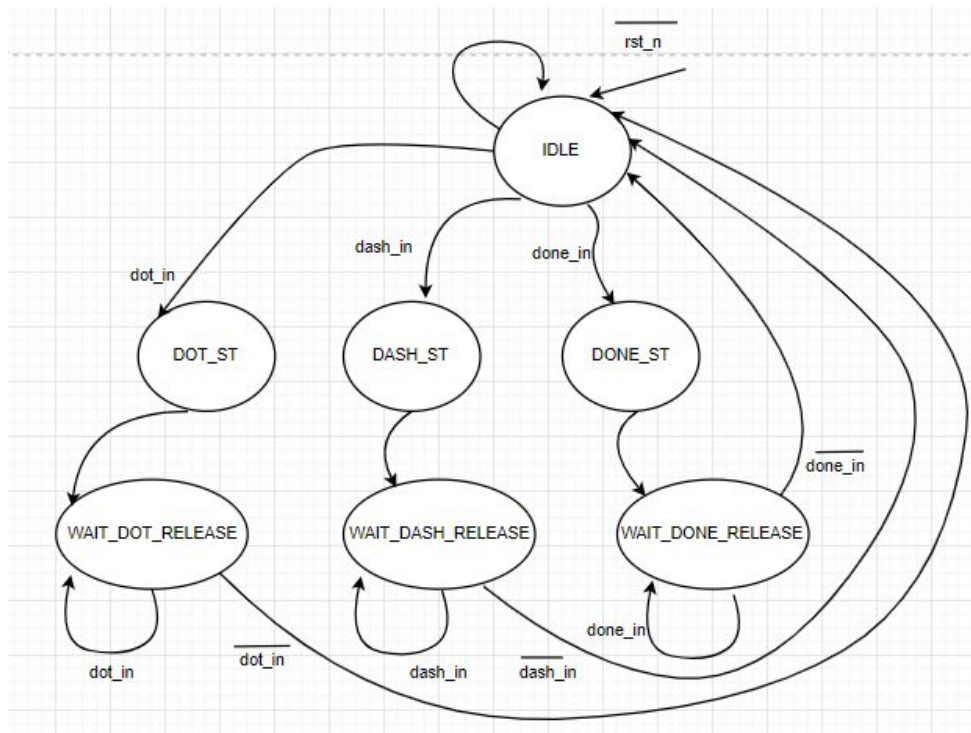 rst_n
IDLE
dash_in
done_in
dot_in
DOT_ST
DASH_ST
DONE_ST
done_in
WAIT_DOT_RELEASE
WAIT_DASH_RELEASE
WAIT_DONE_RELEASE
done_in
dot_in
dot_in
dash_in
dash_in